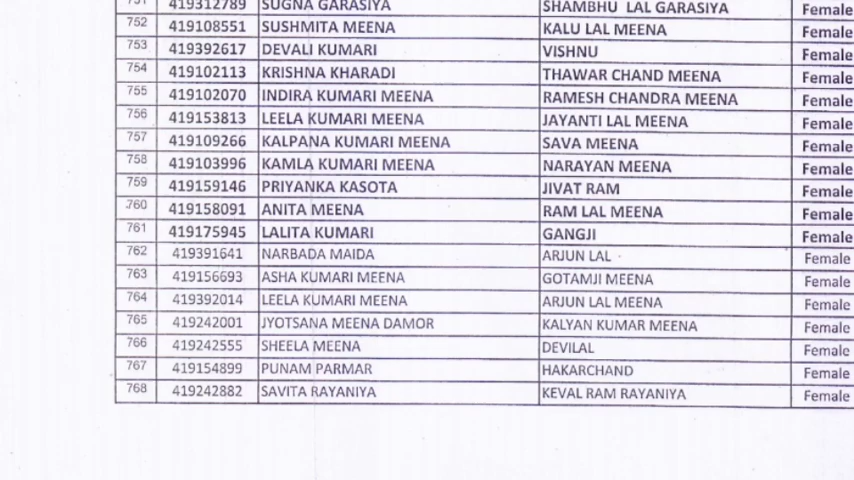 751 419312789 SUGNA GARASIYA SHAMBHU LAL GARASIYA Female
752 419108551 SUSHMITA MEENA KALU LAL MEENA Female
753 419392617 DEVALI KUMARI VISHNU Female
754 419102113 KRISHNA KHARADI THAWAR CHAND MEENA Female
755 419102070 INDIRA KUMARI MEENA RAMESH CHANDRA MEENA Female
756 419153813 LEELA KUMARI MEENA JAYANTI LAL MEENA Female
757 419109266 KALPANA KUMARI MEENA SAVA MEENA Female
758 419103996 KAMLA KUMARI MEENA NARAYAN MEENA Female
759 419159146 PRIYANKA KASOTA JIVAT RAM Female
760 419158091 ANITA MEENA RAM LAL MEENA Female
761 419175945 LALITA KUMARI GANGJI Female
762 419391641 NARBADA MAIDA ARJUN LAL Female
763 419156693 ASHA KUMARI MEENA GOTAMJI MEENA Female
764 419392014 LEELA KUMARI MEENA ARJUN LAL MEENA Female
765 419242001 JYOTSANA MEENA DAMOR KALYAN KUMAR MEENA Female
766 419242555 SHEELA MEENA DEVILAL Female
767 419154899 PUNAM PARMAR HAKARCHAND Female
768 419242882 SAVITA RAYANIYA KEVAL RAM RAYANIYA Female